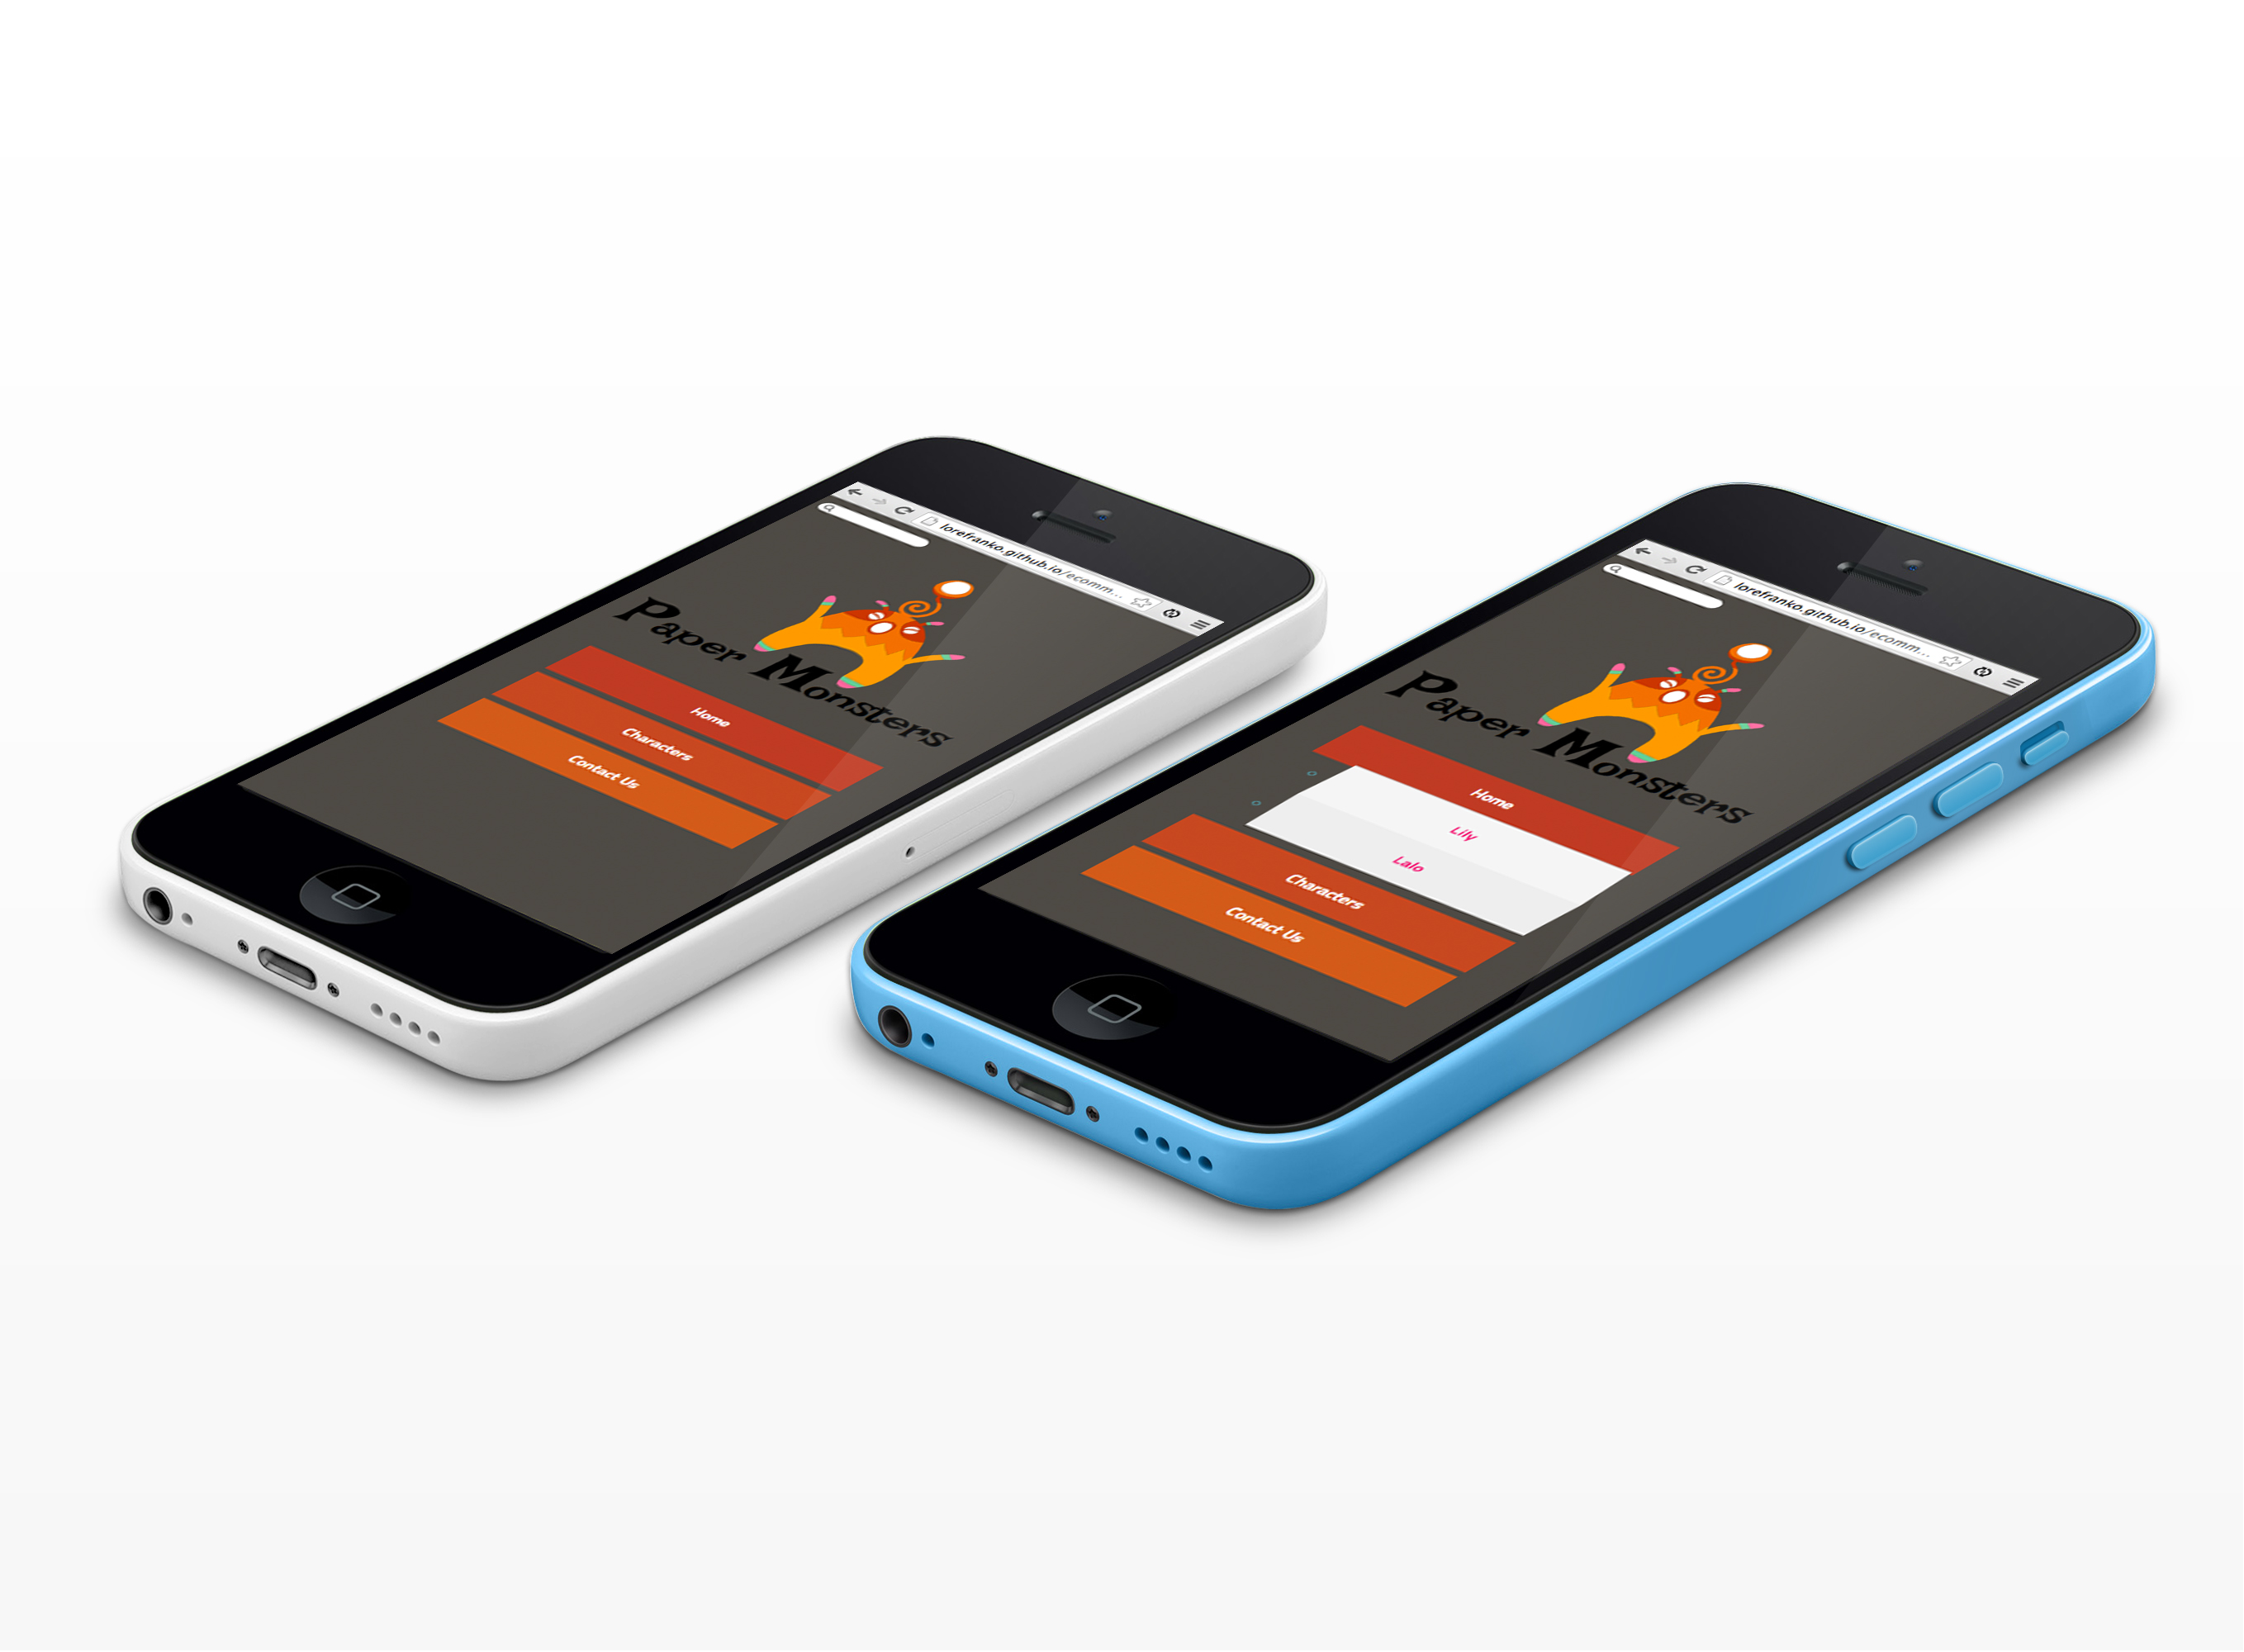 lorefranko.github.io/ecomm...
Paper Monsters
Home
Characters
Contact Us
lorefranko.github.io/ecomm...
Paper Monsters
Home
Lily
Lalo
Characters
Contact Us